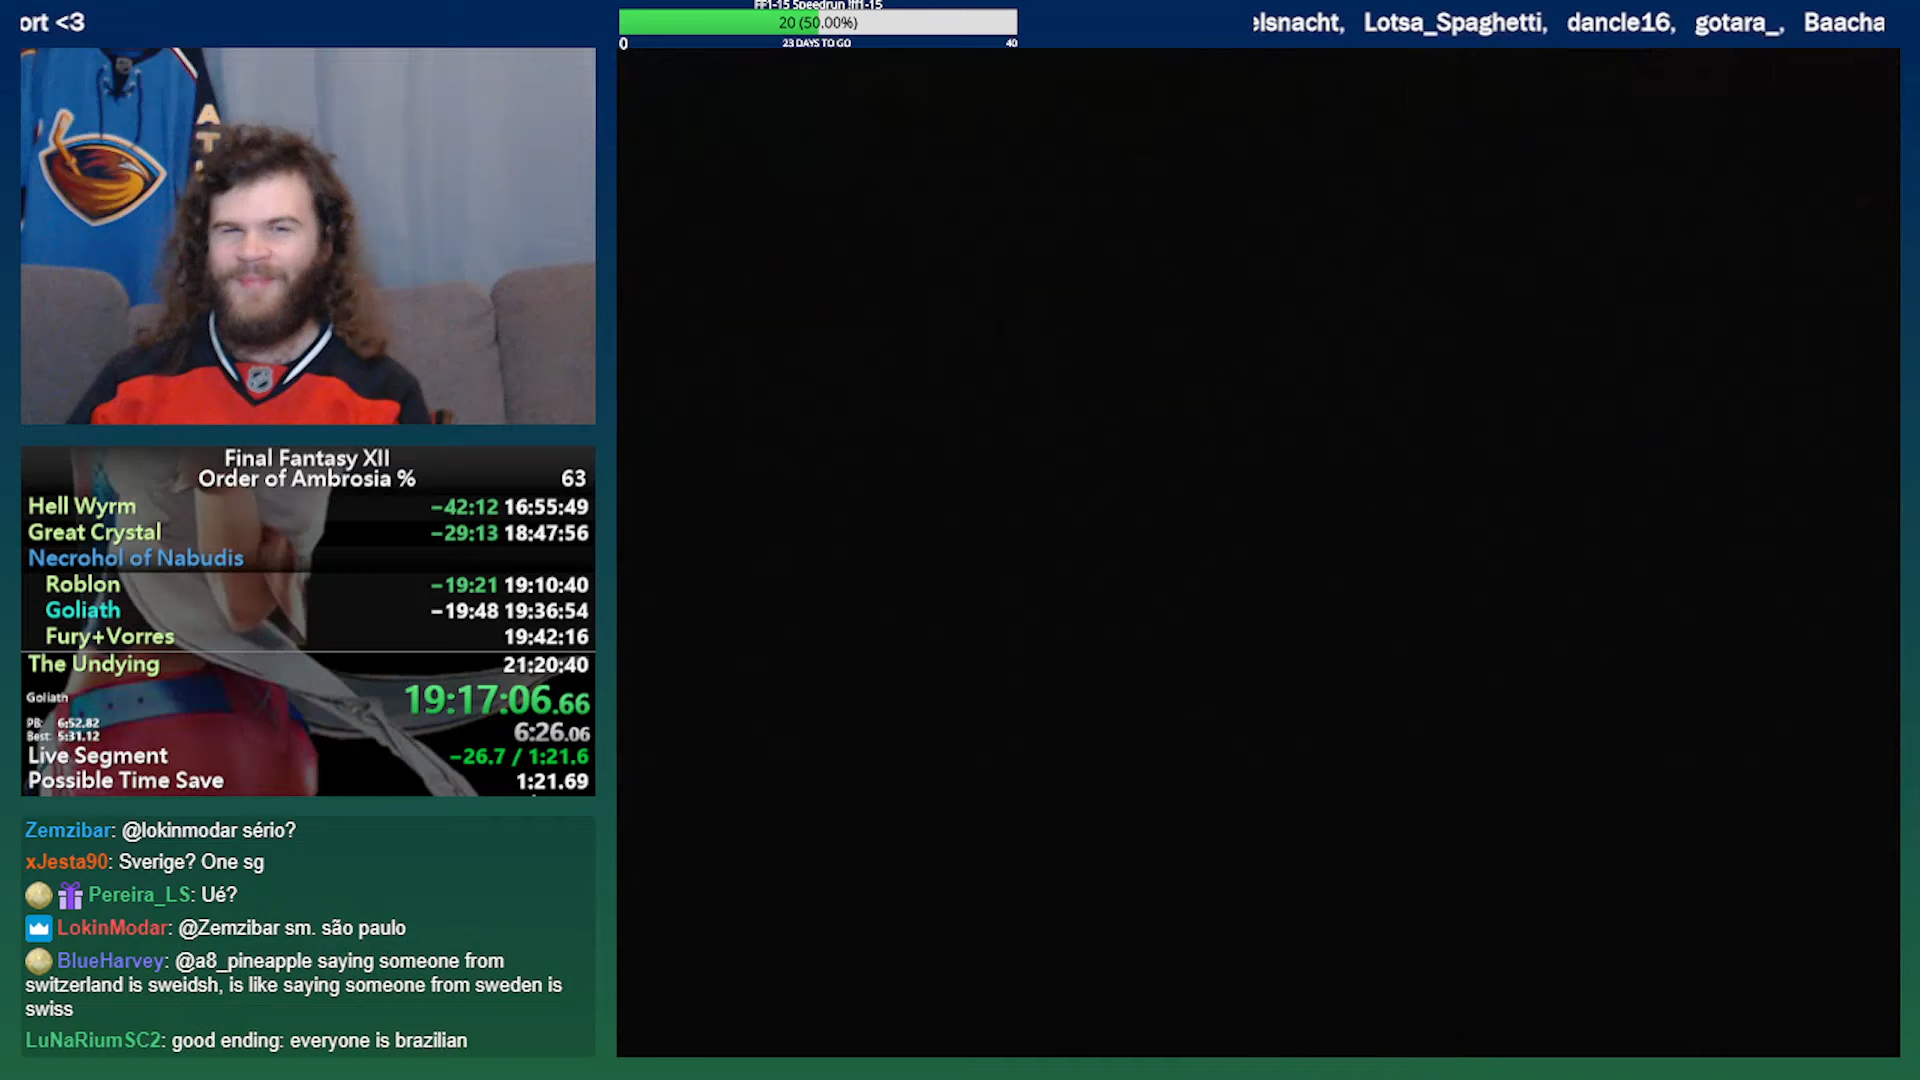 ort <3
FF1-15 Speedrun !ff1-15
20 (50.00%)
0 23 DAYS TO GO 40
elsnacht, Lotsa_Spaghetti, dancle16, gotara_, Baacha
A
T
Final Fantasy XII
Order of Ambrosia % 63
Hell Wyrm -42:12 16:55:49
Great Crystal -29:13 18:47:56
Necrohol of Nabudis
Roblon -19:21 19:10:40
Goliath -19:48 19:36:54
Fury+Vorres 19:42:16
The Undying 21:20:40
Goliath 19:17:06.66
PB: 6:52.82
Best: 5:31.12 6:26.06
Live Segment -26.7 / 1:21.6
Possible Time Save 1:21.69
Zemzibar: @lokinmodar sério?
xJesta90: Sverige? One sg
Pereira_LS: Ué?
LokinModar: @Zemzibar sm. são paulo
BlueHarvey: @a8_pineapple saying someone from
switzerland is sweidsh, is like saying someone from sweden is
swiss
LuNaRiumSC2: good ending: everyone is brazilian